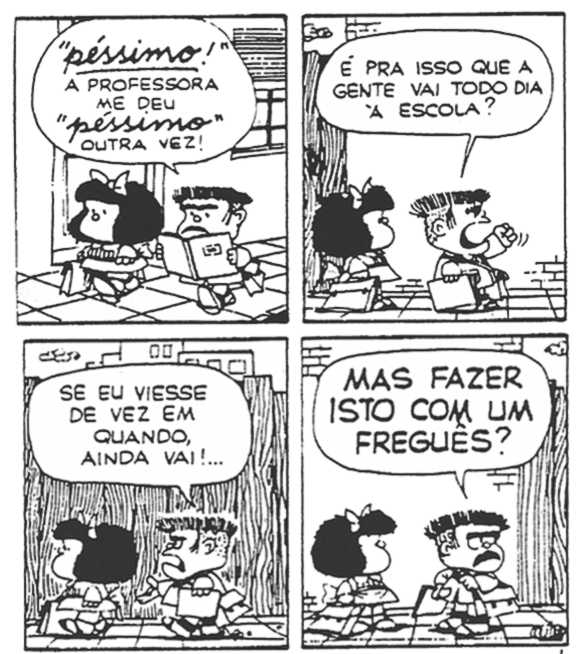 "péssimo!"
A PROFESSORA
ME DEU
"péssimo"
OUTRA VEZ!
É PRA ISSO QUE A
GENTE VAI TODO DIA
À ESCOLA?
SE EU VIESSE
DE VEZ EM
QUANDO,
AINDA VAI!...
MAS FAZER
ISTO COM UM
FREGUÊS?